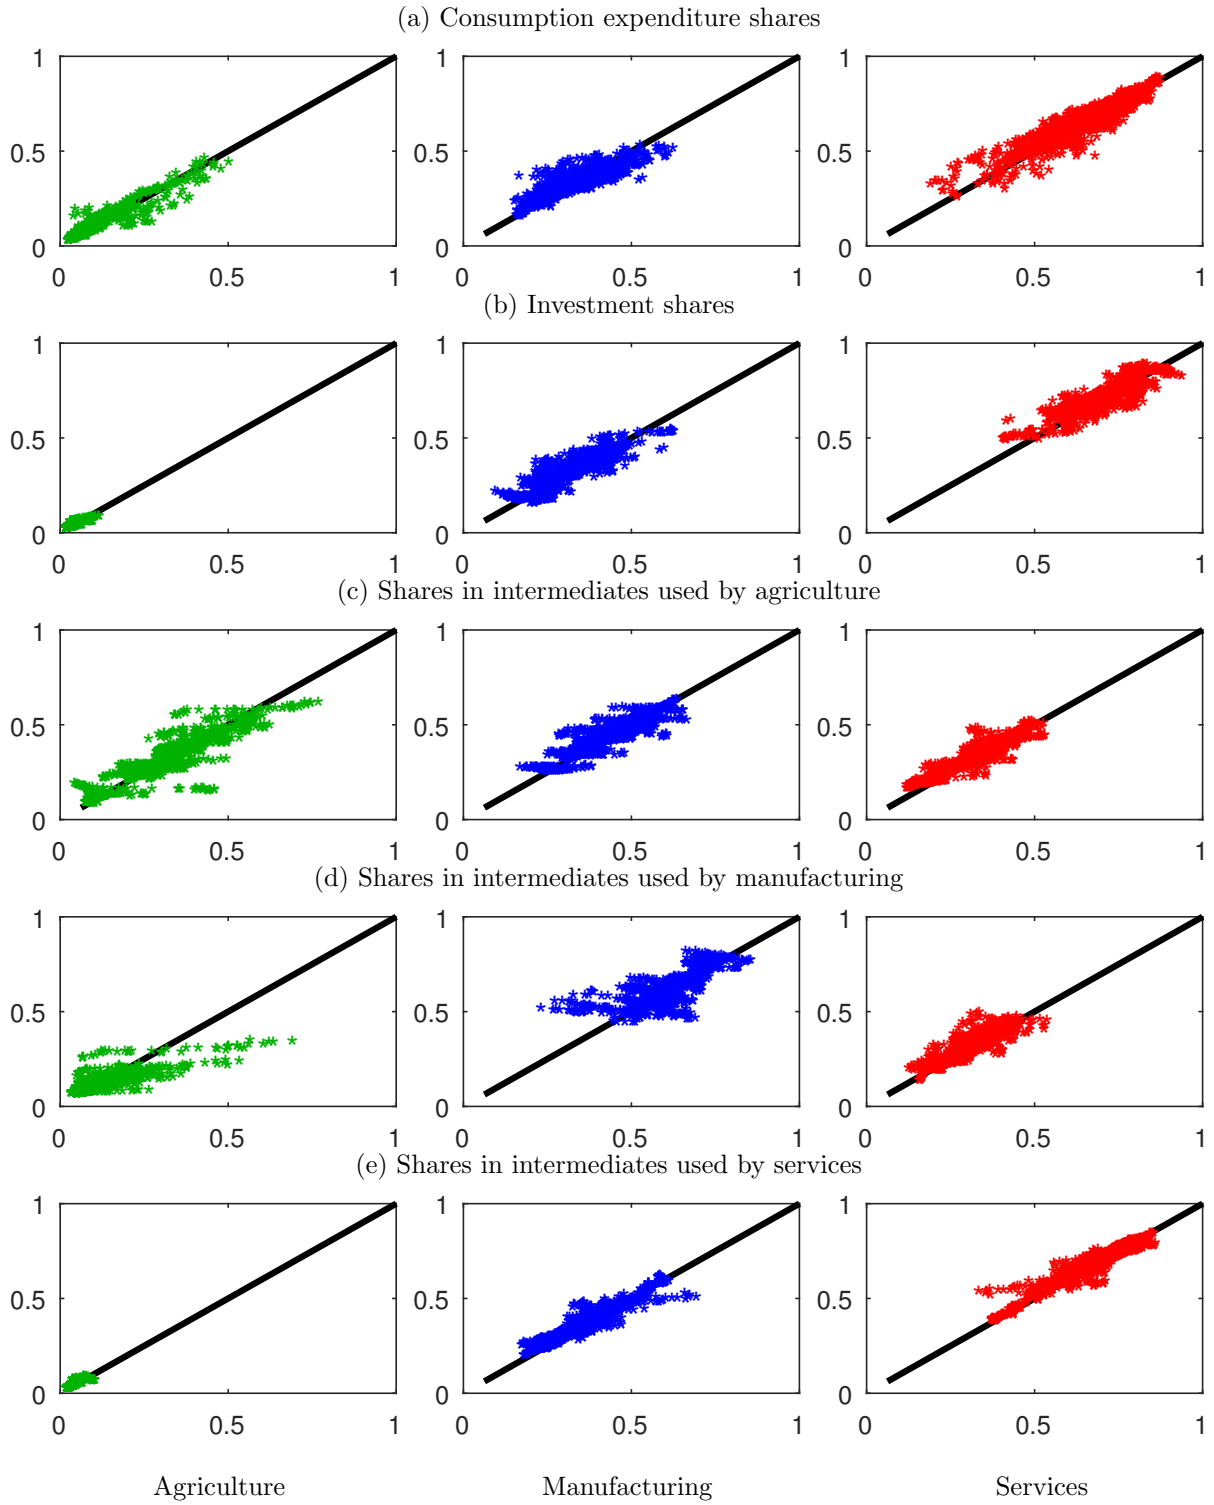 (a) Consumption expenditure shares
1 1 1
0.5 0.5 0.5
0 0 0
0 0.5 1 0 0.5 1 0 0.5 1
(b) Investment shares
1 1 1
0.5 0.5 0.5
0 0 0
0 0.5 1 0 0.5 1 0 0.5 1
(c) Shares in intermediates used by agriculture
1 1 1
0.5 0.5 0.5
0 0 0
0 0.5 1 0 0.5 1 0 0.5 1
(d) Shares in intermediates used by manufacturing
1 1 1
0.5 0.5 0.5
0 0 0
0 0.5 1 0 0.5 1 0 0.5 1
(e) Shares in intermediates used by services
1 1 1
0.5 0.5 0.5
0 0 0
0 0.5 1 0 0.5 1 0 0.5 1
Agriculture Manufacturing Services